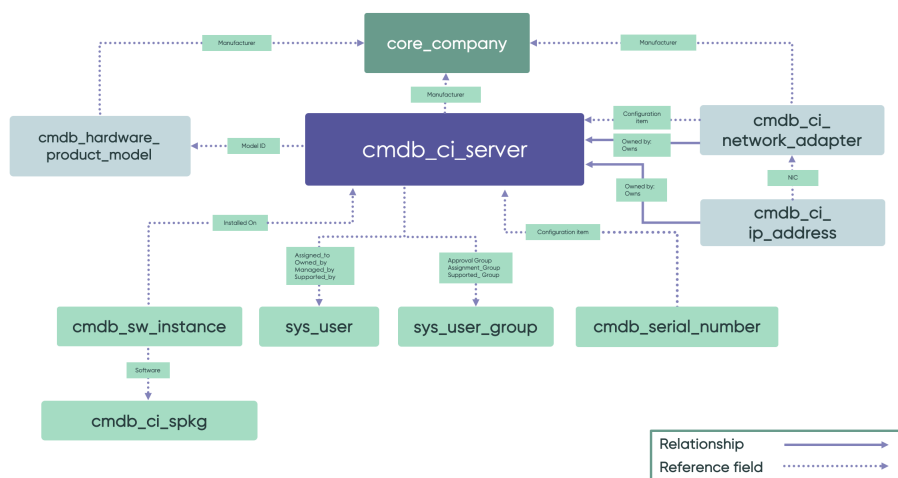 core_company
Manufacturer
Manufacturer
Manufacturer
cmdb_hardware_
product_model
Model ID
cmdb_ci_server
Configuration
item
Owned by:
Owns
cmdb_ci_
network_adapter
NIC
Owned by:
Owns
cmdb_ci_
ip_address
Installed On
Configuration item
Assigned_to
Owned_by
Managed_by
Supported_by
Approval Group
Assignment_Group
Supported_ Group
cmdb_sw_instance
sys_user
sys_user_group
cmdb_serial_number
Software
cmdb_ci_spkg
Relationship
Reference field